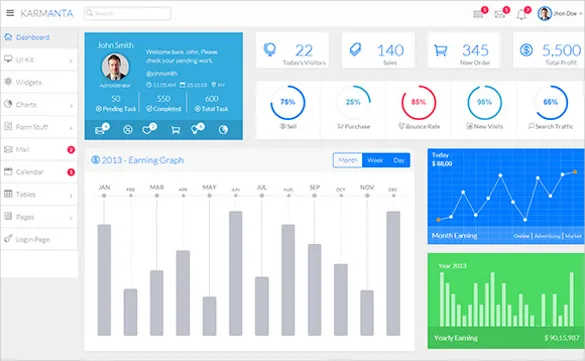 KARMANTA
Search
5
5
7
Jhon Doe
Dashboard
UI Kit
Widgets
Charts
Form Stuff
Mail
2
Calendar
Tables
Pages
Login Page
John Smith
Administrator
Welcome back John, Please
check your pending work.
@johnsmith
11:05 AM 25.10.13 NY
50
Pending Task
550
Completed
600
Total Task
22
Today's Visitors
140
Sales
345
New Order
5,500
Total Profit
75%
Sell
25%
Purchase
85%
Bounce Rate
95%
New Visits
65%
Search Traffic
2013 - Earning Graph
Month Week Day
JAN FEB MAR APR MAY JUN JUL AUG SEP OCT NOV DEC
Today
$ 88,00
Month Earning
Online | Advertising | Market
Year 2013
Yearly Earning
$ 90,15,987